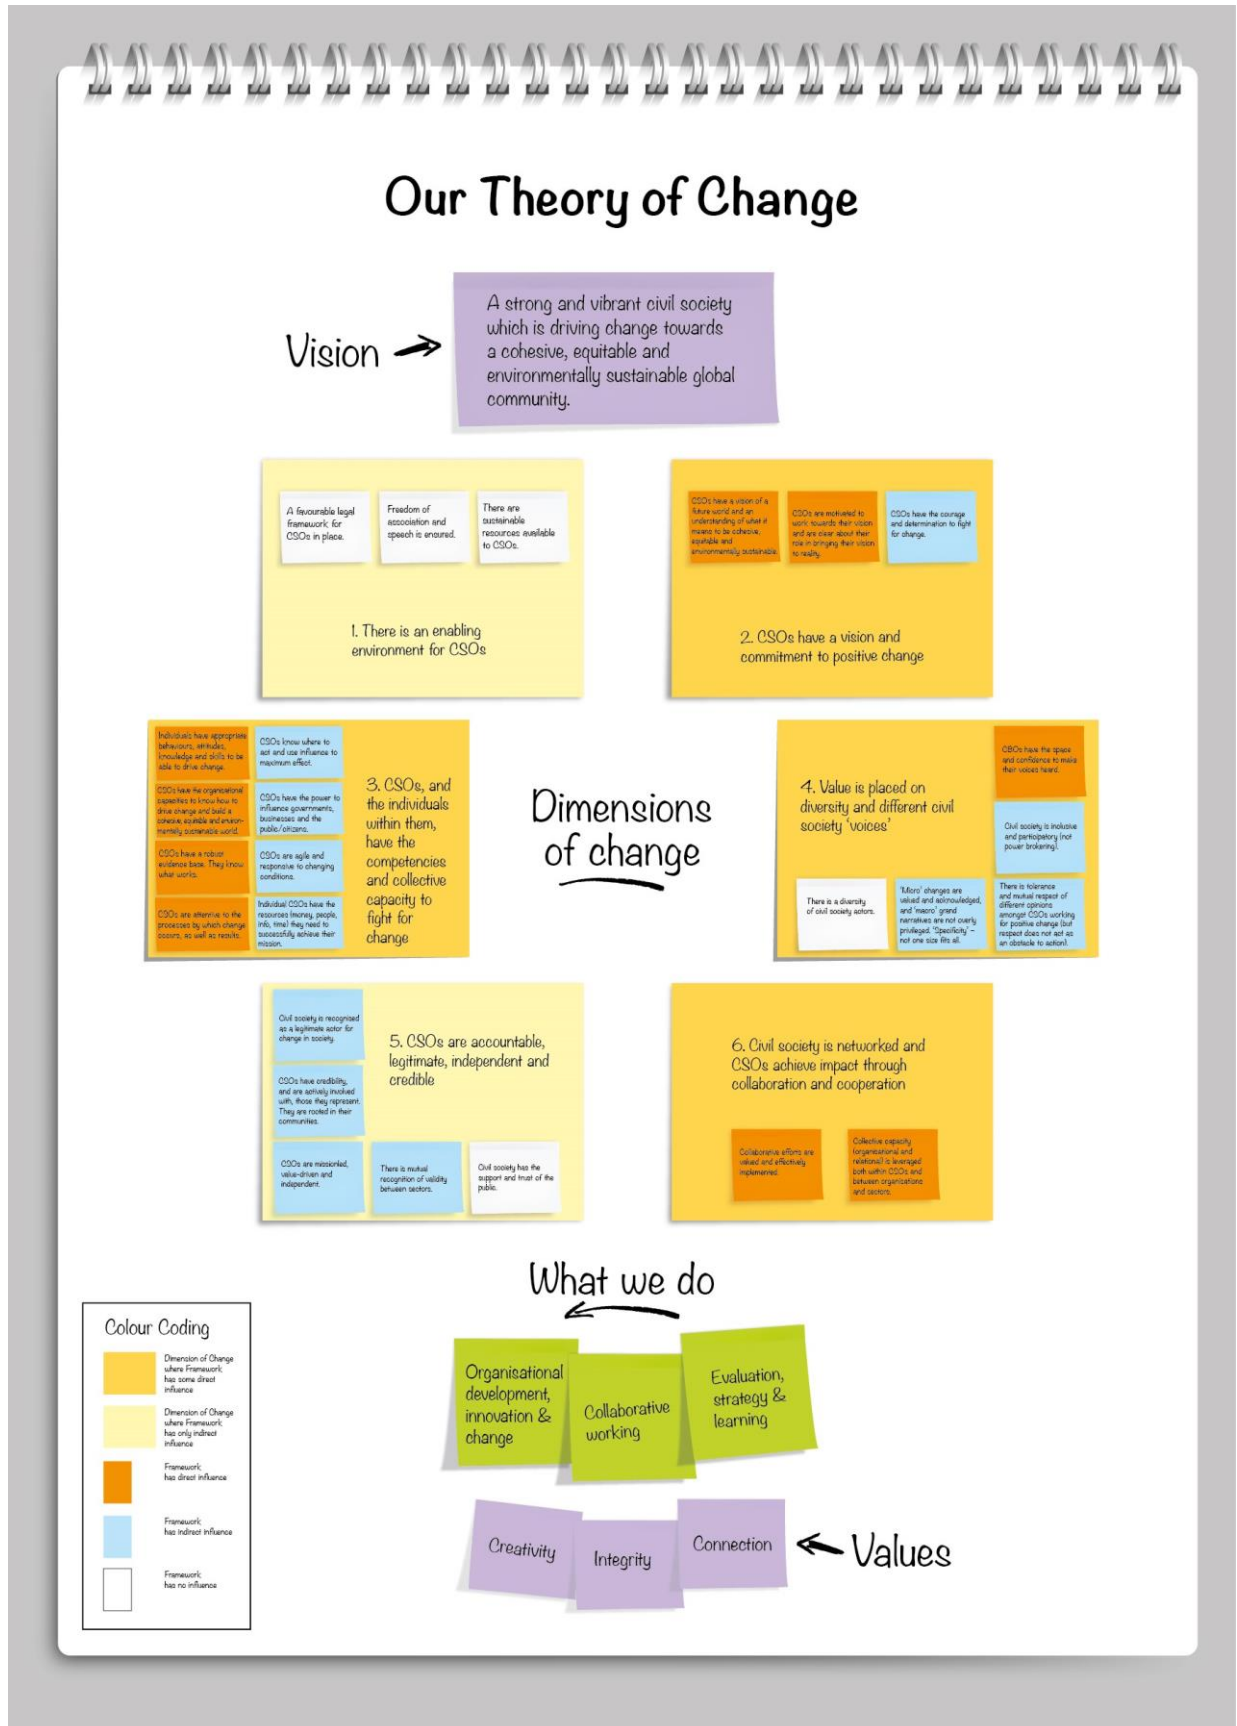 Our Theory of Change
Vision
A strong and vibrant civil society
which is driving change towards
a cohesive, equitable and
environmentally sustainable global
community.
A favourable legal
framework for
CSOs in place.
Freedom of
association and
speech is ensured.
There are
sustainable
resources available
to CSOs.
1. There is an enabling
environment for CSOs
CSOs have a vision of a
future world and an
understanding of what it
means to be cohesive,
equitable and
environmentally sustainable.
CSOs are motivated to
work towards their vision
and are clear about their
role in bringing their vision
to reality.
CSOs have the courage
and determination to fight
for change.
2. CSOs have a vision and
commitment to positive change
Individuals have appropriate
behaviours, attitudes,
knowledge and skills to be
able to drive change.
CSOs know where to
act and use influence to
maximum effect.
CSOs have the organisational
capacities to know how to
drive change and build a
cohesive, equitable and environ-
mentally sustainable world.
CSOs have the power to
influence governments,
businesses and the
public/citizens.
CSOs have a robust
evidence base. They know
what works.
CSOs are agile and
responsive to changing
conditions.
CSOs are attentive to the
processes by which change
occurs, as well as results.
Individual CSOs have the
resources (money, people,
info, time) they need to
successfully achieve their
mission.
3. CSOs, and
the individuals
within them,
have the
competencies
and collective
capacity to
fight for
change
Dimensions
of change
4. Value is placed on
diversity and different civil
society 'voices'
CBOs have the space
and confidence to make
their voices heard.
Civil society is inclusive
and participatory (not
power brokering).
There is a diversity
of civil society actors.
'Micro' changes are
valued and acknowledged,
and 'macro' grand
narratives are not overly
privileged. 'Specificity' –
not one size fits all.
There is tolerance
and mutual respect of
different opinions
amongst CSOs working
for positive change (but
respect does not act as
an obstacle to action).
Civil society is recognised
as a legitimate actor for
change in society.
CSOs have credibility,
and are actively involved
with, those they represent.
They are rooted in their
communities.
CSOs are missionled,
value-driven and
independent.
There is mutual
recognition of validity
between sectors.
Civil society has the
support and trust of the
public.
5. CSOs are accountable,
legitimate, independent and
credible
6. Civil society is networked and
CSOs achieve impact through
collaboration and cooperation
Collaborative efforts are
valued and effectively
implemented.
Collective capacity
(organisational and
relational) is leveraged
both within CSOs and
between organisations
and sectors.
What we do
Organisational
development,
innovation &
change
Collaborative
working
Evaluation,
strategy &
learning
Creativity
Integrity
Connection
Values
Colour Coding
Dimension of Change
where Framework
has some direct
influence
Dimension of Change
where Framework
has only indirect
influence
Framework
has direct influence
Framework
has indirect influence
Framework
has no influence